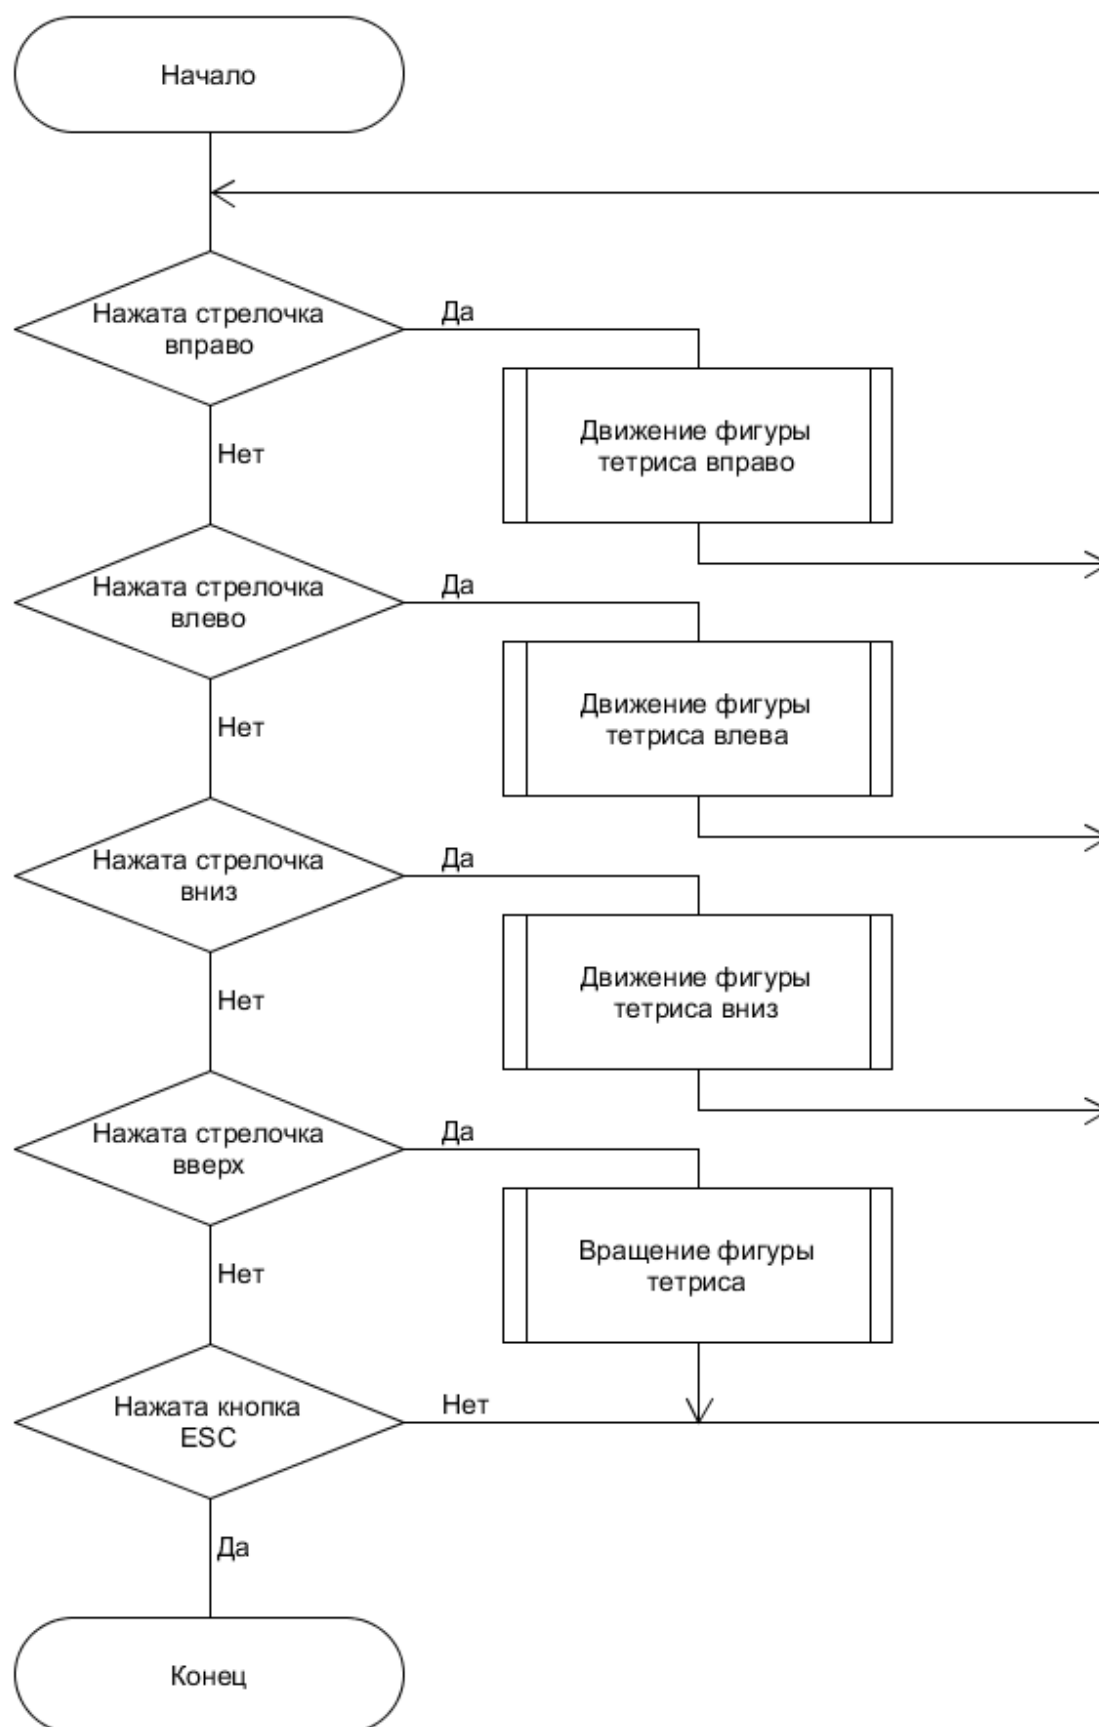 Начало
Нажата стрелочка
вправо
Да
Движение фигуры
тетриса вправо
Нет
Нажата стрелочка
влево
Да
Движение фигуры
тетриса влева
Нет
Нажата стрелочка
вниз
Да
Движение фигуры
тетриса вниз
Нет
Нажата стрелочка
вверх
Да
Вращение фигуры
тетриса
Нет
Нажата кнопка
ESC
Нет
Да
Конец